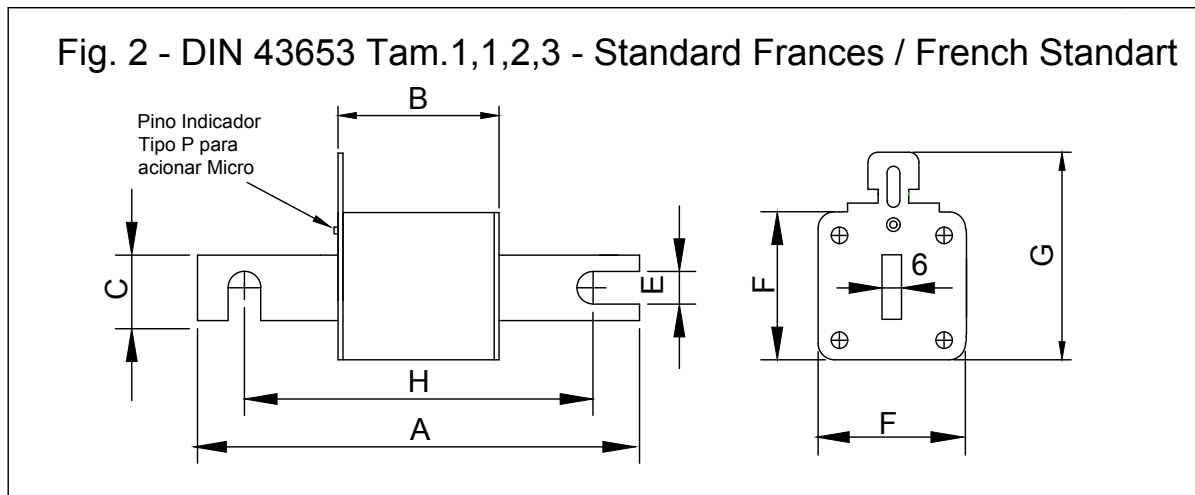 Fig. 2 - DIN 43653 Tam.1,1,2,3 - Standard Frances / French Standart
B
Pino Indicador
Tipo P para
acionar Micro
C
E
H
A
F
6
G
F